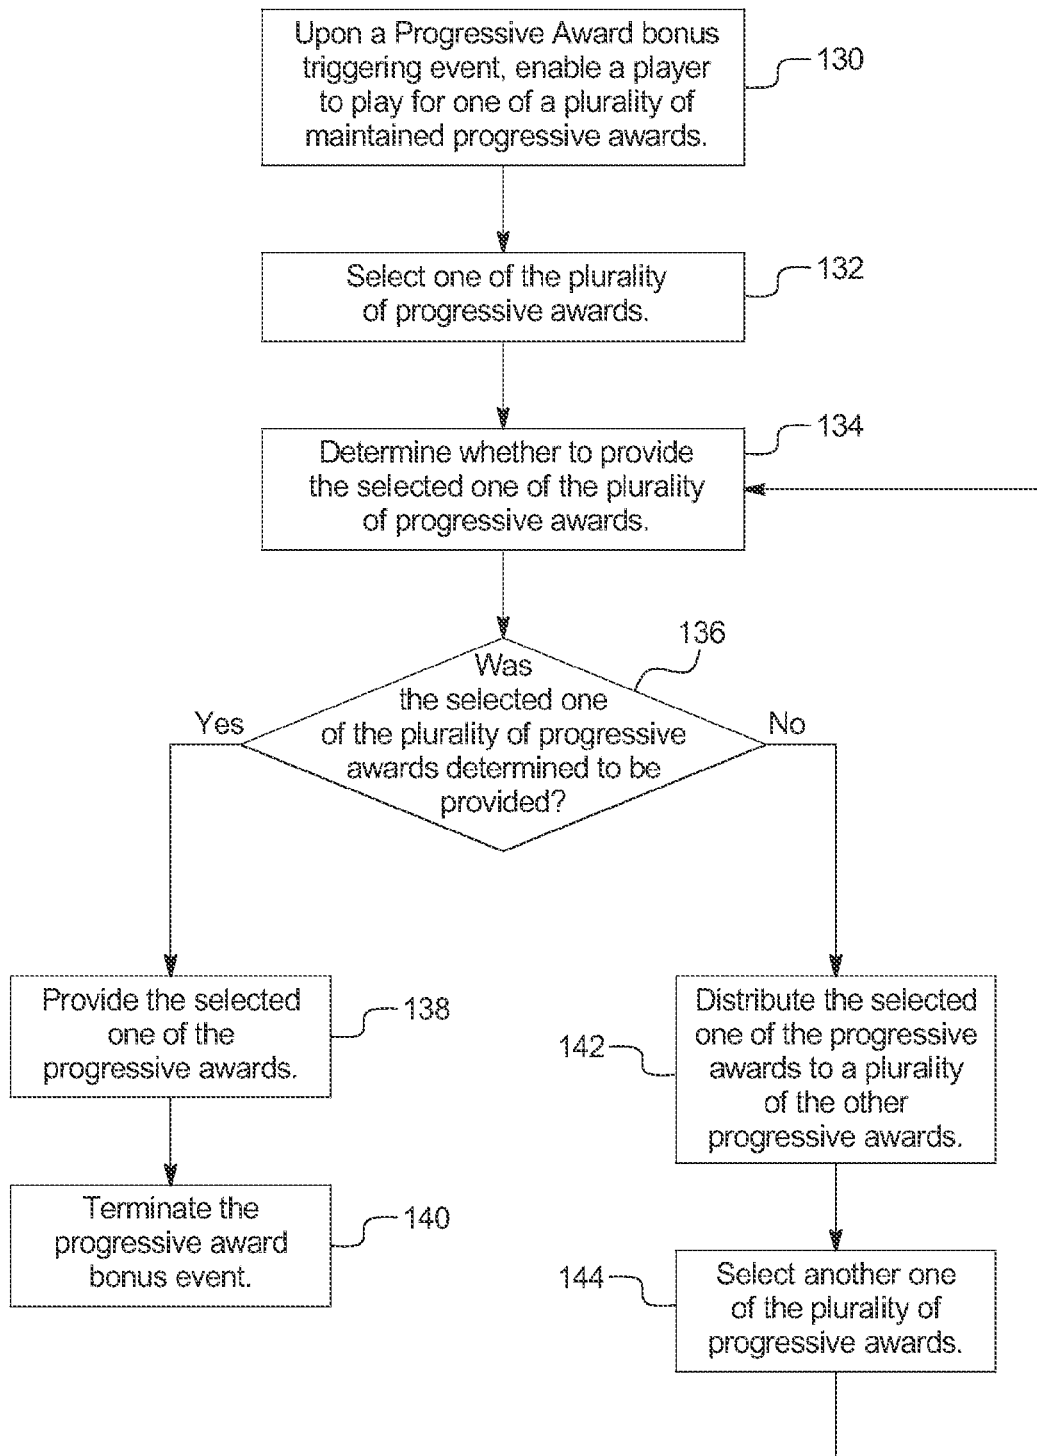 Upon a Progressive Award bonus
triggering event, enable a player
to play for one of a plurality of
maintained progressive awards.
130
Select one of the plurality
of progressive awards.
132
Determine whether to provide
the selected one of the plurality
of progressive awards.
134
136
Was
the selected one
of the plurality of progressive
awards determined to be
provided?
Yes
No
Provide the selected
one of the
progressive awards.
138
Distribute the selected
one of the progressive
awards to a plurality
of the other
progressive awards.
142
Terminate the
progressive award
bonus event.
140
Select another one
of the plurality of
progressive awards.
144